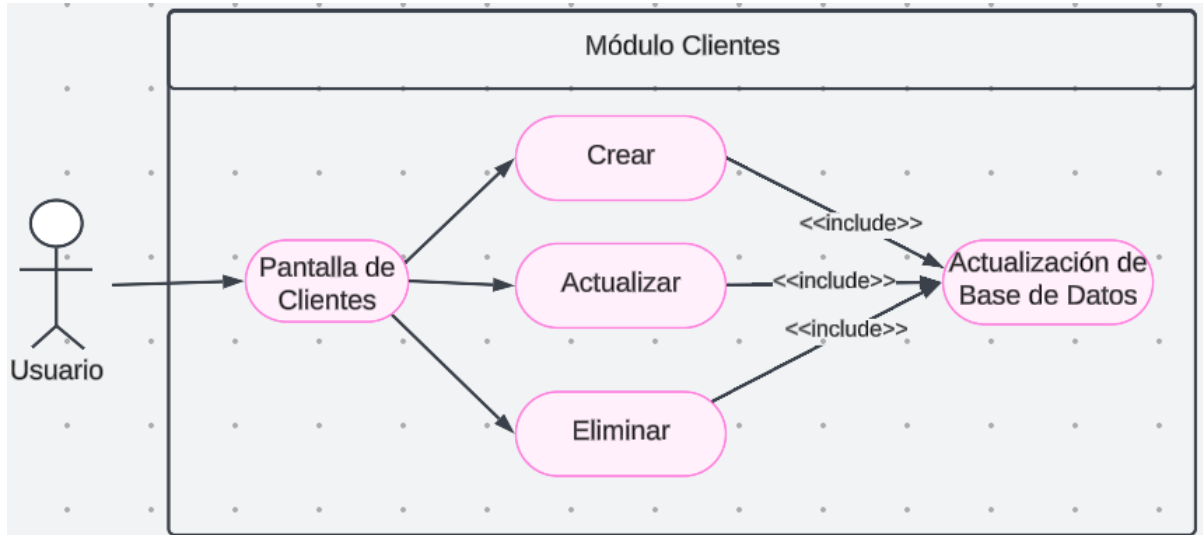 Módulo Clientes
Crear
<<include>>
Pantalla de
Clientes
Actualizar
<<include>>
Actualización de
Base de Datos
<<include>>
Usuario
Eliminar